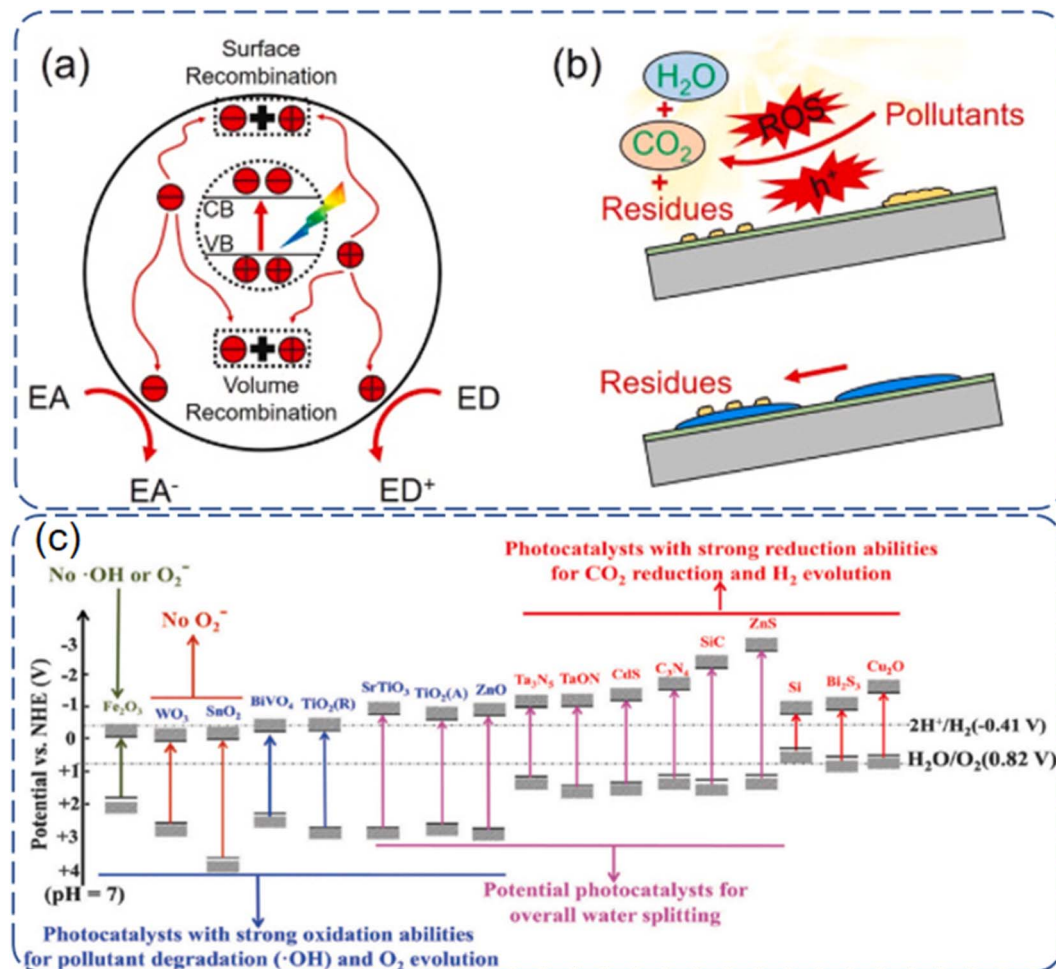 (a)
Surface
Recombination
CB
VB
Volume
Recombination
EA
ED
EA⁻
ED⁺
(b)
H₂O
+
CO₂
+
Residues
ROS
h⁺
Pollutants
Residues
(c)
Photocatalysts with strong reduction abilities
for CO₂ reduction and H₂ evolution
No ·OH or O₂⁻
No O₂⁻
Potential vs. NHE (V)
-3
-2
-1
0
+1
+2
+3
+4
(pH = 7)
Fe₂O₃
WO₃
SnO₂
BiVO₄
TiO₂(R)
SrTiO₃
TiO₂(A)
ZnO
Ta₃N₅
TaON
CdS
C₃N₄
SiC
ZnS
Si
Bi₂S₃
Cu₂O
2H⁺/H₂(-0.41 V)
H₂O/O₂(0.82 V)
Potential photocatalysts for
overall water splitting
Photocatalysts with strong oxidation abilities
for pollutant degradation (·OH) and O₂ evolution